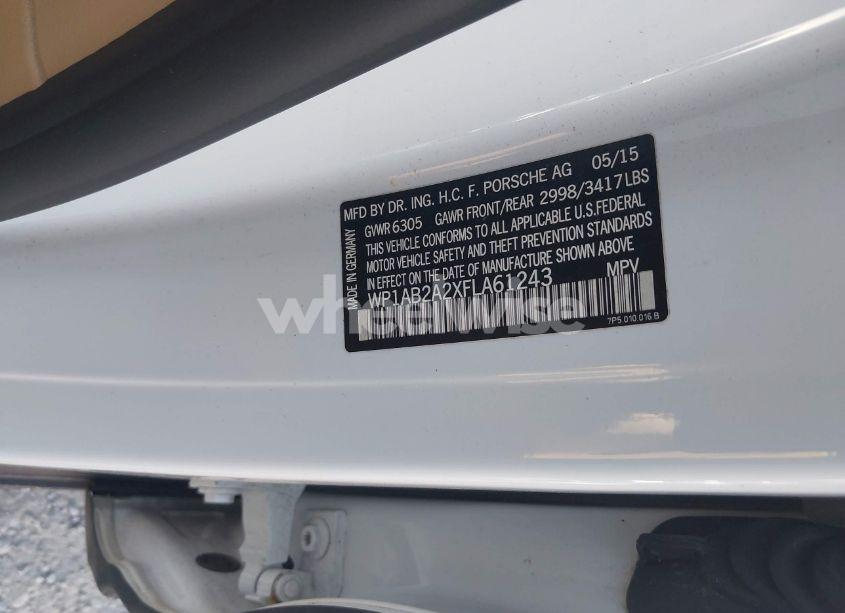 MFD BY DR. ING. H.C. F. PORSCHE AG 05/15
GVWR 6305 GAWR FRONT/REAR 2998/3417 LBS
THIS VEHICLE CONFORMS TO ALL APPLICABLE U.S. FEDERAL
MOTOR VEHICLE SAFETY AND THEFT PREVENTION STANDARDS
IN EFFECT ON THE DATE OF MANUFACTURE SHOWN ABOVE
WP1AB2A2XFLA61243 MPV
7P5.010.016 B
MADE IN GERMANY
wheelwise